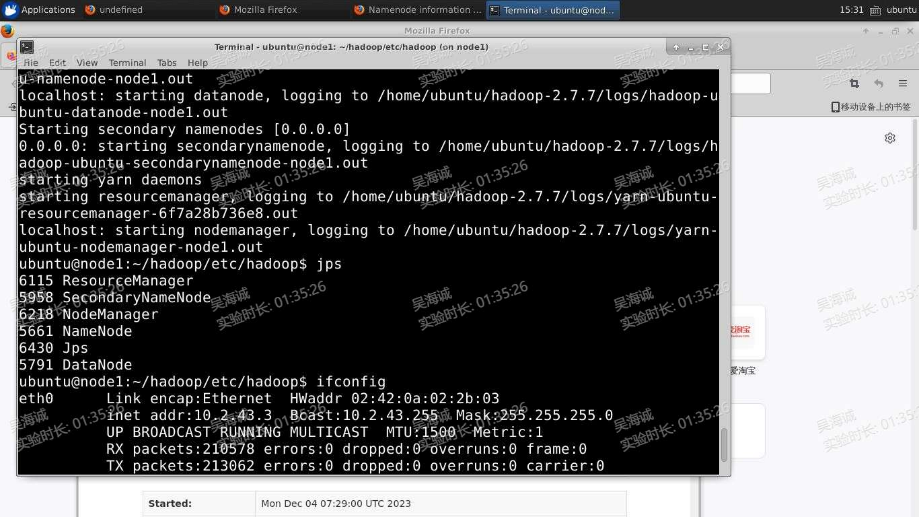 Applications
undefined
Mozilla Firefox
Namenode information ...
Terminal - ubuntu@nod...
15:31
ubuntu
Mozilla Firefox
Terminal - ubuntu@node1: ~/hadoop/etc/hadoop (on node1)
File Edit View Terminal Tabs Help
移动设备上的书签
u-namenode-node1.out
localhost: starting datanode, logging to /home/ubuntu/hadoop-2.7.7/logs/hadoop-u
buntu-datanode-node1.out
Starting secondary namenodes [0.0.0.0]
0.0.0.0: starting secondarynamenode, logging to /home/ubuntu/hadoop-2.7.7/logs/h
adoop-ubuntu-secondarynamenode-node1.out
starting yarn daemons
starting resourcemanager, logging to /home/ubuntu/hadoop-2.7.7/logs/yarn-ubuntu-
resourcemanager-6f7a28b736e8.out
localhost: starting nodemanager, logging to /home/ubuntu/hadoop-2.7.7/logs/yarn-
ubuntu-nodemanager-node1.out
ubuntu@node1:~/hadoop/etc/hadoop$ jps
6115 ResourceManager
5958 SecondaryNameNode
6218 NodeManager
5661 NameNode
6430 Jps
5791 DataNode
ubuntu@node1:~/hadoop/etc/hadoop$ ifconfig
eth0 Link encap:Ethernet HWaddr 02:42:0a:02:2b:03
inet addr:10.2.43.3 Bcast:10.2.43.255 Mask:255.255.255.0
UP BROADCAST RUNNING MULTICAST MTU:1500 Metric:1
RX packets:210578 errors:0 dropped:0 overruns:0 frame:0
TX packets:213062 errors:0 dropped:0 overruns:0 carrier:0
爱淘宝
Started: Mon Dec 04 07:29:00 UTC 2023
吴海诚
实验时长: 01:35:26